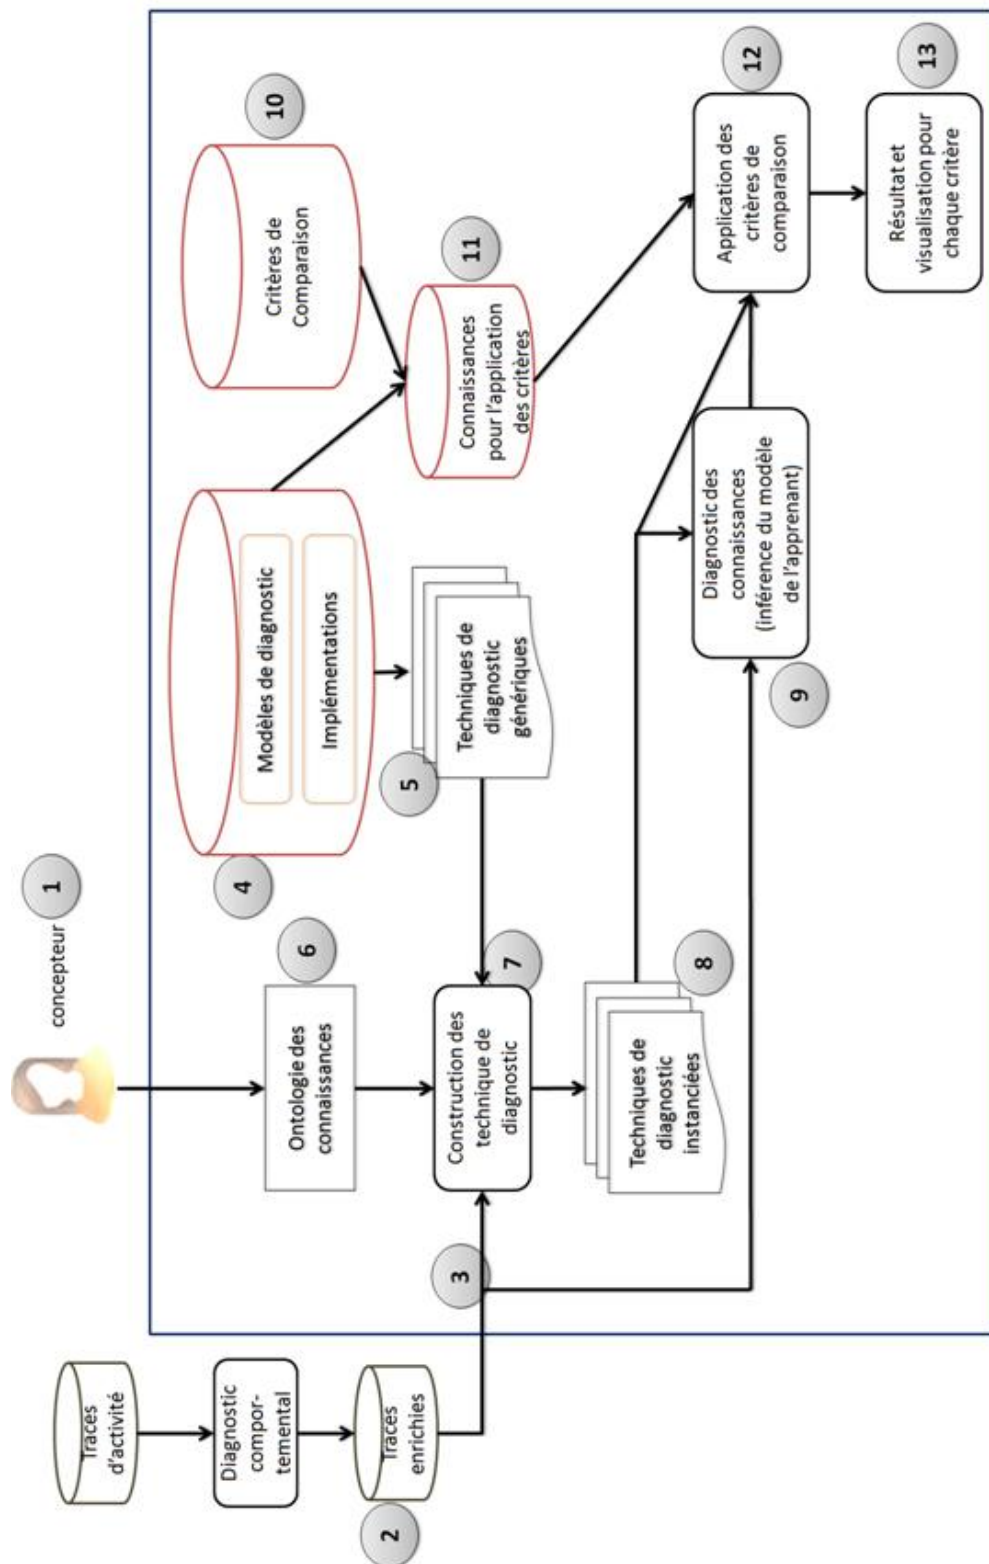 Traces
d'activité
Diagnostic
compor-
temental
Traces
enrichies
2
3
concepteur
1
Ontologie des
connaissances
6
Construction des
technique de
diagnostic
7
Techniques de
diagnostic
instanciées
8
4
Modèles de diagnostic
Implémentations
5
Techniques de
diagnostic
génériques
Diagnostic des
connaissances
(inférence du modèle
de l'apprenant)
9
Critères de
Comparaison
10
Connaissances
pour l'application
des critères
11
Application des
critères de
comparaison
12
Résultat et
visualisation pour
chaque critère
13